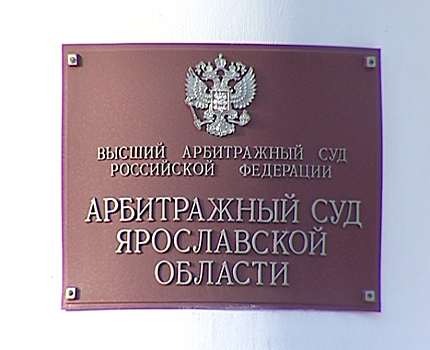 ВЫСШИЙ АРБИТРАЖНЫЙ СУД
РОССИЙСКОЙ ФЕДЕРАЦИИ
АРБИТРАЖНЫЙ СУД
ЯРОСЛАВСКОЙ
ОБЛАСТИ